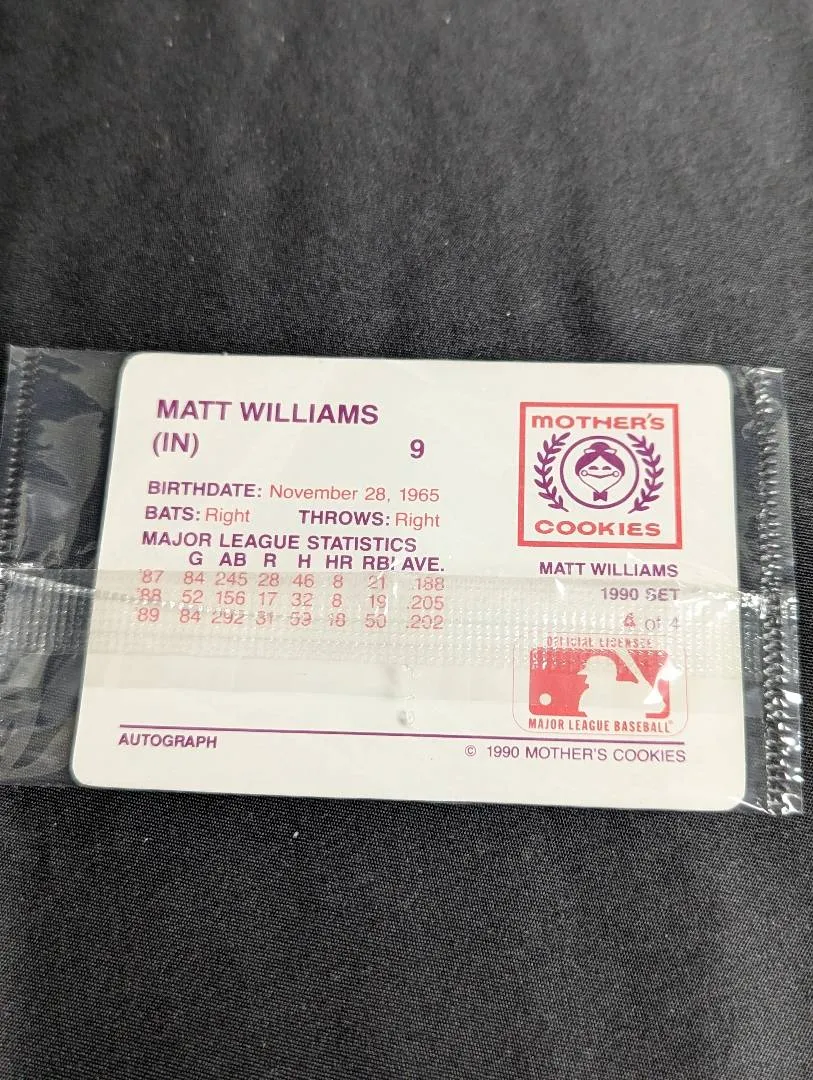 MATT WILLIAMS
(IN) 9
BIRTHDATE: November 28, 1965
BATS: Right THROWS: Right
MAJOR LEAGUE STATISTICS
G AB R H HR RBI AVE.
'87 84 245 28 46 8 21 .188
'88 52 156 17 32 8 19 .205
'89 84 292 31 59 18 50 .202
AUTOGRAPH
MOTHER'S
COOKIES
MATT WILLIAMS
1990 SET
4 of 4
OFFICIAL LICENSEE
MAJOR LEAGUE BASEBALL
© 1990 MOTHER'S COOKIES